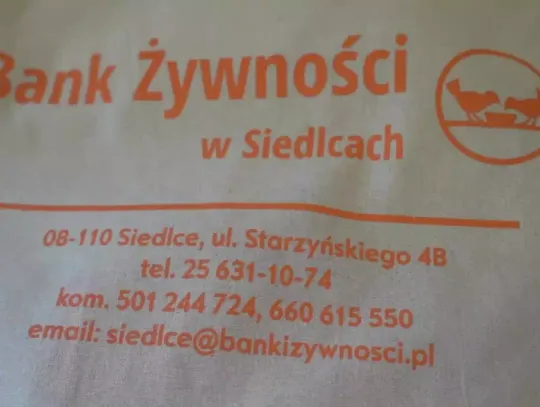 Bank Żywności
w Siedlcach
08-110 Siedlce, ul. Starzyńskiego 4B
tel. 25 631-10-74
kom. 501 244 724, 660 615 550
email: siedlce@bankizywnosci.pl